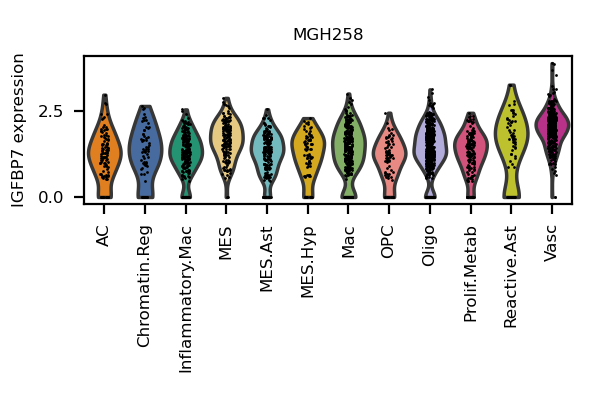 MGH258
IGFBP7 expression
2.5
0.0
AC
Chromatin.Reg
Inflammatory.Mac
MES
MES.Ast
MES.Hyp
Mac
OPC
Oligo
Prolif.Metab
Reactive.Ast
Vasc